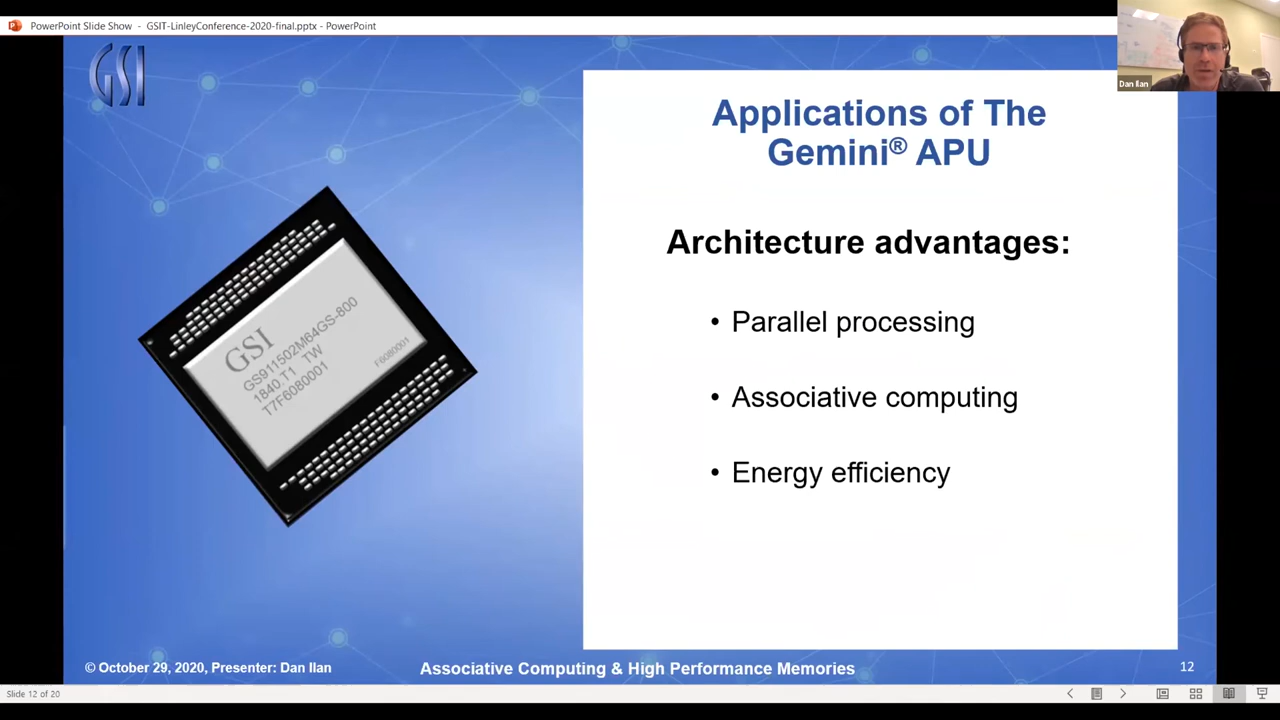 PowerPoint Slide Show - GSIT-LinleyConference-2020-final.pptx - PowerPoint
GSI
Dan Ilan
Applications of The
Gemini® APU
Architecture advantages:
• Parallel processing
• Associative computing
• Energy efficiency
GSI
GS911502M64GS-800
1840.T1 TW
T7F6080001
F6080001
© October 29, 2020, Presenter: Dan Ilan
Associative Computing & High Performance Memories
12
Slide 12 of 20